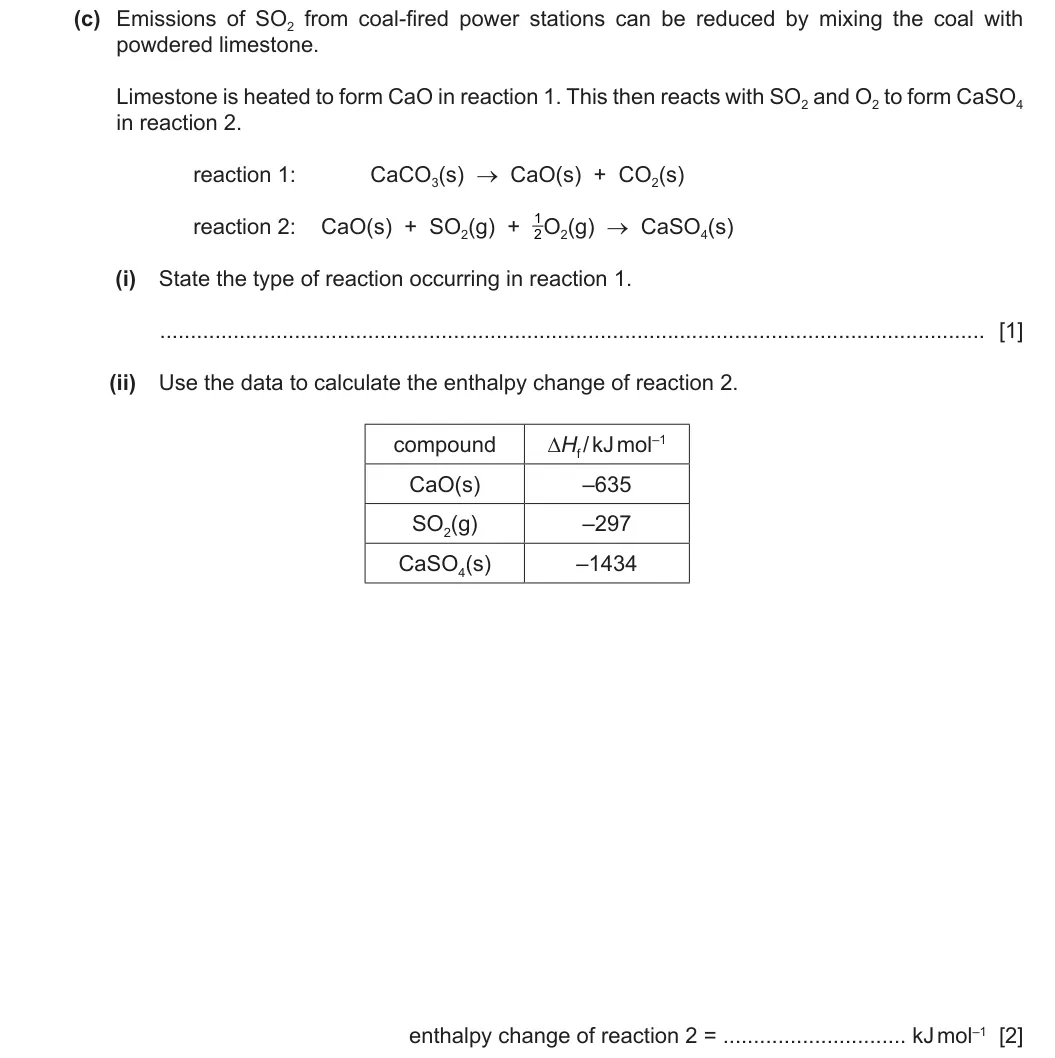 (c) Emissions of SO₂ from coal-fired power stations can be reduced by mixing the coal with
powdered limestone.
Limestone is heated to form CaO in reaction 1. This then reacts with SO₂ and O₂ to form CaSO₄
in reaction 2.
reaction 1: CaCO₃(s) → CaO(s) + CO₂(s)
reaction 2: CaO(s) + SO₂(g) + ½O₂(g) → CaSO₄(s)
(i) State the type of reaction occurring in reaction 1.
............................................................................................................................... [1]
(ii) Use the data to calculate the enthalpy change of reaction 2.
compound ΔHf / kJ mol⁻¹
CaO(s) –635
SO₂(g) –297
CaSO₄(s) –1434
enthalpy change of reaction 2 = .............................. kJ mol⁻¹ [2]